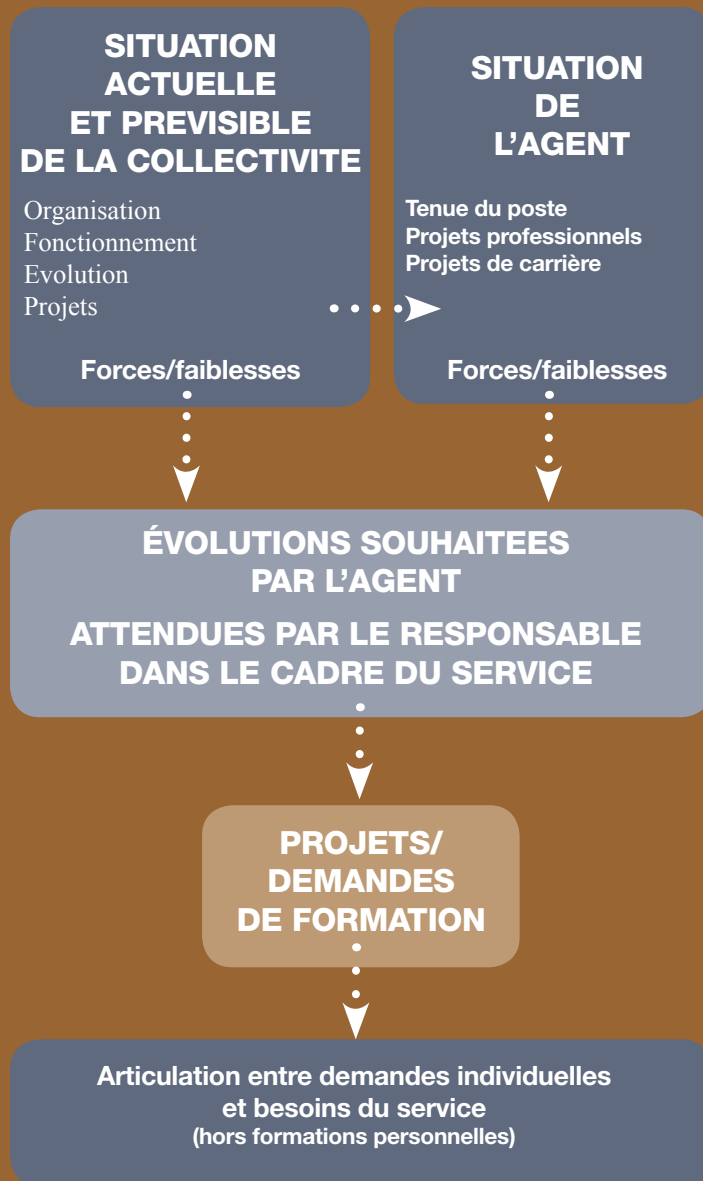 SITUATION
ACTUELLE
ET PREVISIBLE
DE LA COLLECTIVITE
Organisation
Fonctionnement
Evolution
Projets
Forces/faiblesses
SITUATION
DE
L’AGENT
Tenue du poste
Projets professionnels
Projets de carrière
Forces/faiblesses
ÉVOLUTIONS SOUHAITEES
PAR L’AGENT
ATTENDUES PAR LE RESPONSABLE
DANS LE CADRE DU SERVICE
PROJETS/
DEMANDES
DE FORMATION
Articulation entre demandes individuelles
et besoins du service
(hors formations personnelles)